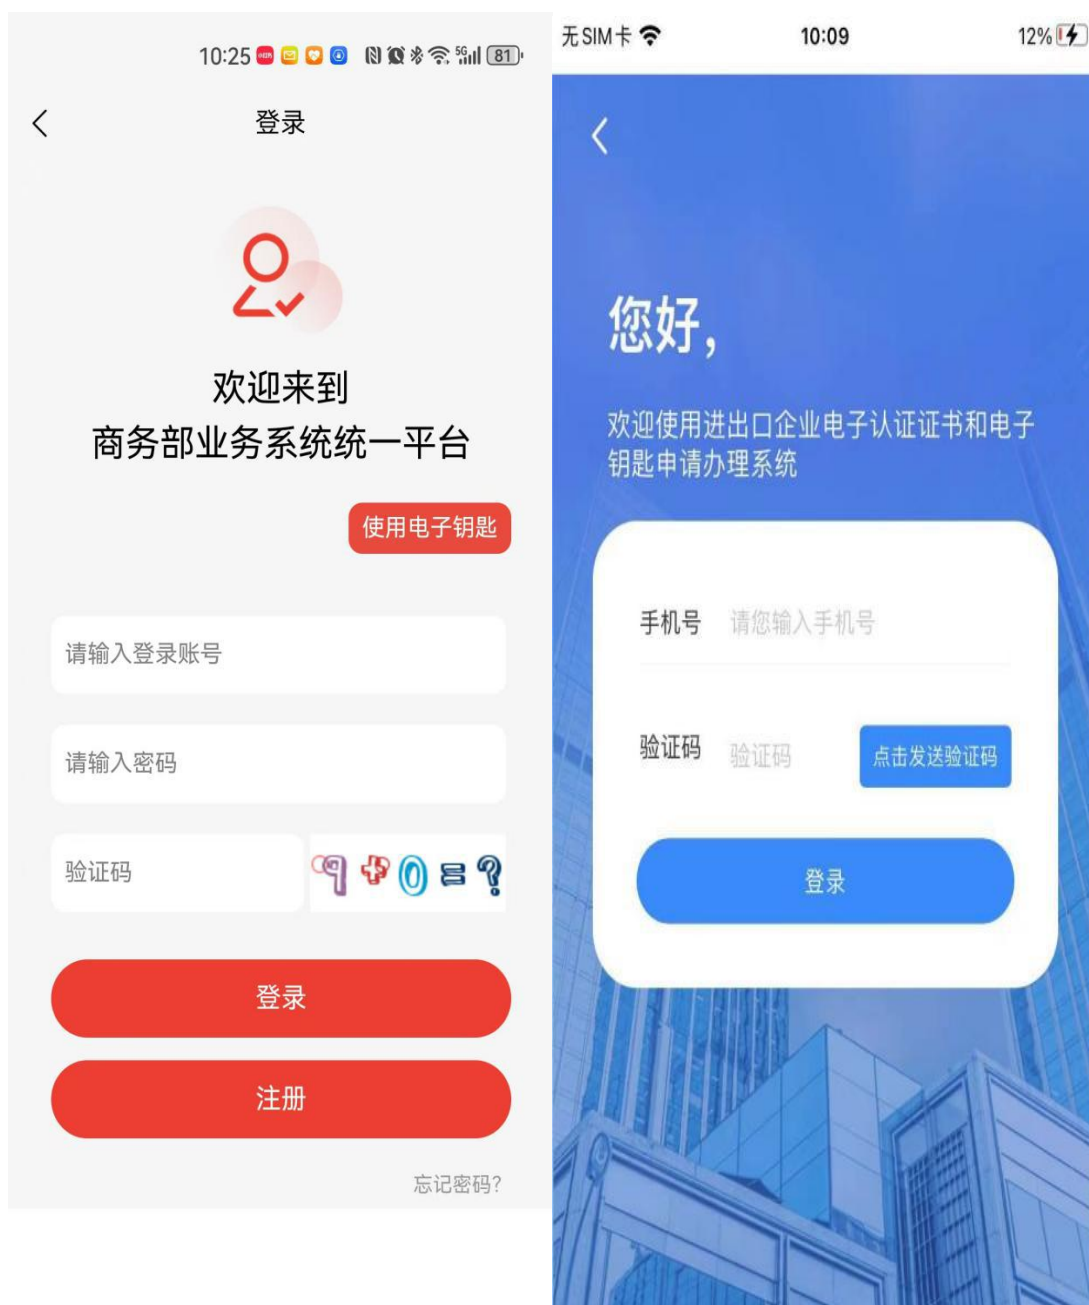 10:25
5G
81
登录
欢迎来到
商务部业务系统统一平台
使用电子钥匙
请输入登录账号
请输入密码
验证码
9+0=?
登录
注册
忘记密码?
无SIM卡
10:09
12%
您好,
欢迎使用进出口企业电子认证证书和电子
钥匙申请办理系统
手机号 请您输入手机号
验证码 验证码 点击发送验证码
登录